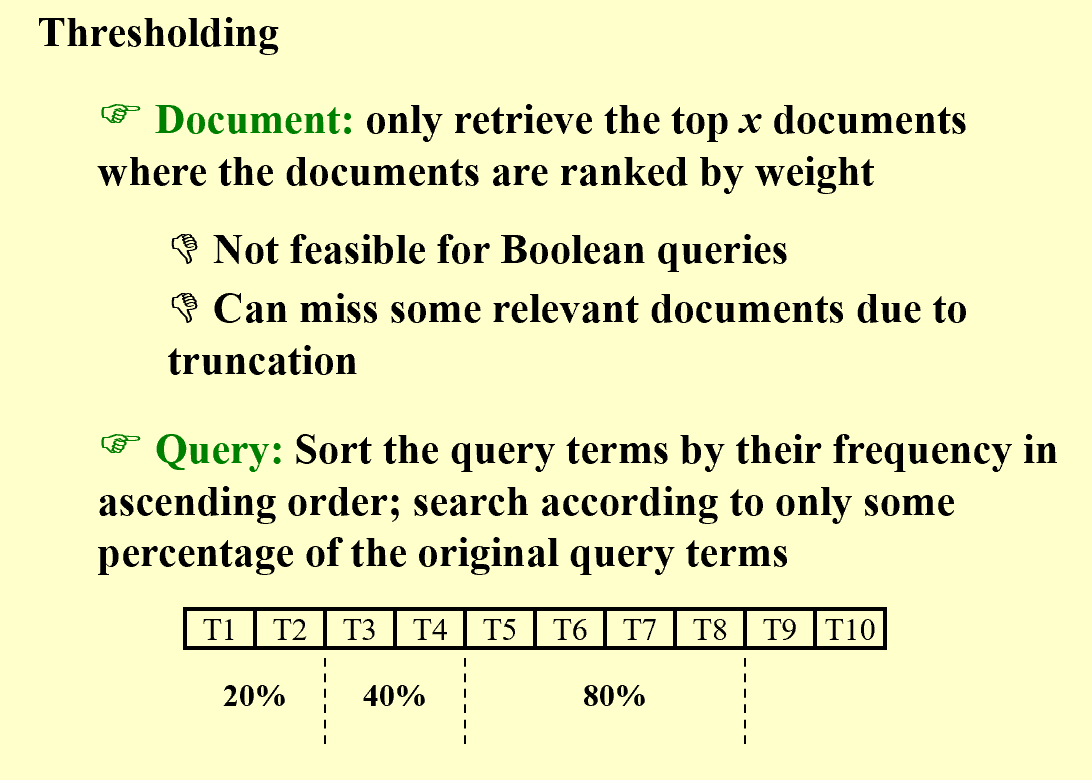 Thresholding
☞ Document: only retrieve the top x documents
where the documents are ranked by weight
👎 Not feasible for Boolean queries
👎 Can miss some relevant documents due to
truncation
☞ Query: Sort the query terms by their frequency in
ascending order; search according to only some
percentage of the original query terms
T1 T2 T3 T4 T5 T6 T7 T8 T9 T10
20% 40% 80%